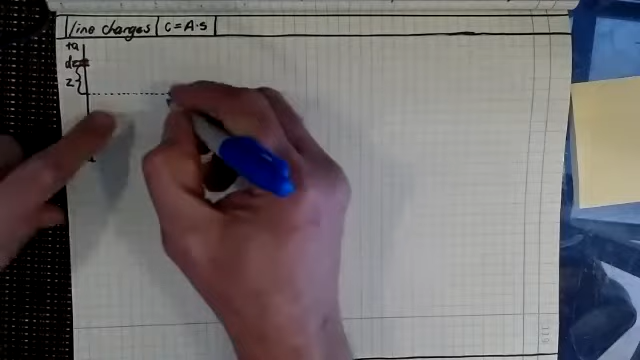 line charges | C = A·s
+a
dz
z